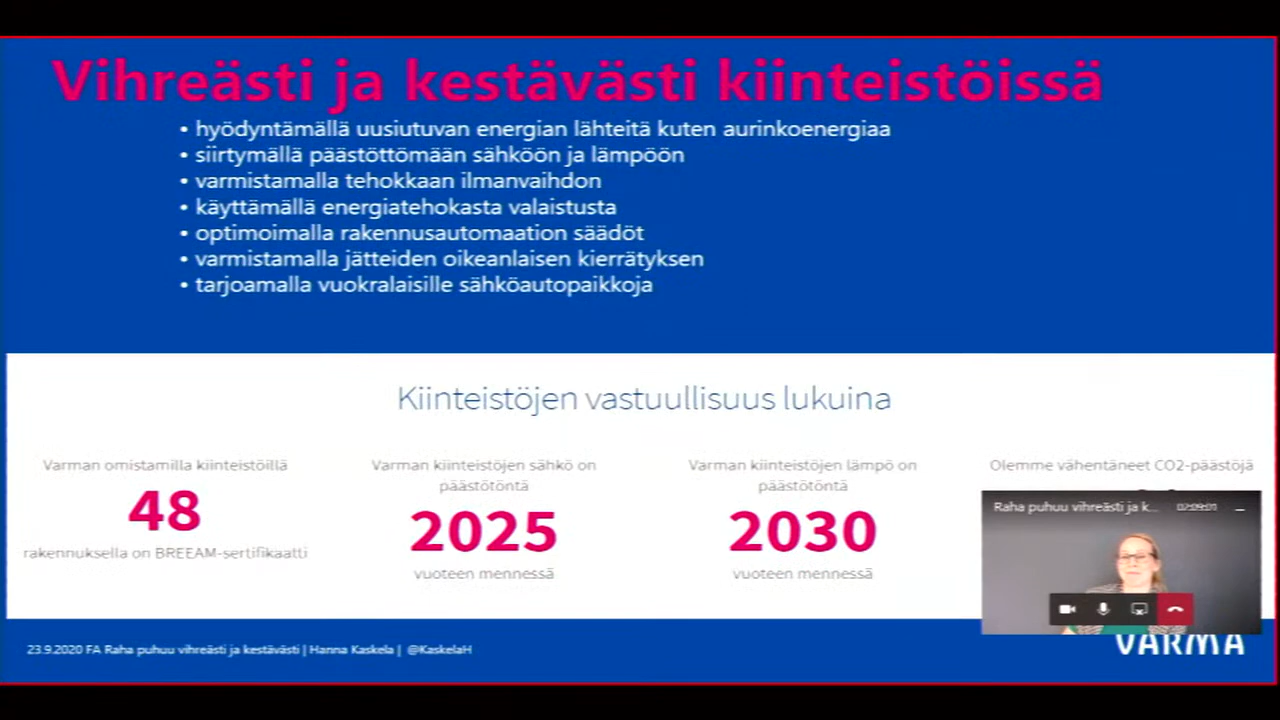 Vihreästi ja kestävästi kiinteistöissä
• hyödyntämällä uusiutuvan energian lähteitä kuten aurinkoenergiaa
• siirtymällä päästöttömään sähköön ja lämpöön
• varmistamalla tehokkaan ilmanvaihdon
• käyttämällä energiatehokasta valaistusta
• optimoimalla rakennusautomaation säädöt
• varmistamalla jätteiden oikeanlaisen kierrätyksen
• tarjoamalla vuokralaisille sähköautopaikkoja
Kiinteistöjen vastuullisuus lukuina
Varman omistamilla kiinteistöillä
48
rakennuksella on BREEAM-sertifikaatti
Varman kiinteistöjen sähkö on
päästötöntä
2025
vuoteen mennessä
Varman kiinteistöjen lämpö on
päästötöntä
2030
vuoteen mennessä
Olemme vähentäneet CO2-päästöjä
Raha puhuu vihreästi ja k... 02:09:01
23.9.2020 FA Raha puhuu vihreästi ja kestävästi | Hanna Kaskela | @KaskelaH
VARMA